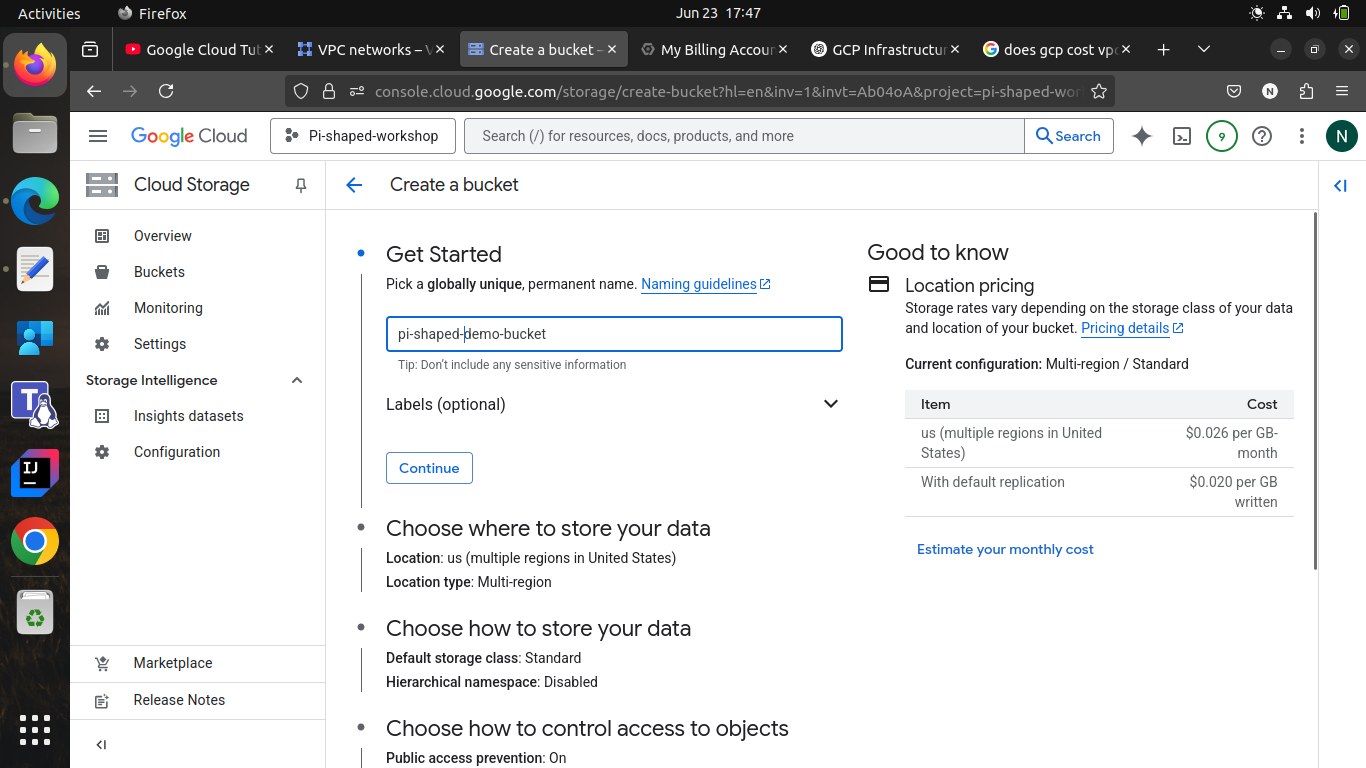 Activities
Firefox
Jun 23 17:47
Google Cloud Tut
VPC networks – V
Create a bucket –
My Billing Accoun
GCP Infrastructur
does gcp cost vpc
console.cloud.google.com/storage/create-bucket?hl=en&inv=1&invt=Ab04oA&project=pi-shaped-wor
N
Google Cloud
Pi-shaped-workshop
Search (/) for resources, docs, products, and more
Search
9
N
Cloud Storage
Create a bucket
Overview
Buckets
Monitoring
Settings
Storage Intelligence
Insights datasets
Configuration
Marketplace
Release Notes
Get Started
Pick a globally unique, permanent name. Naming guidelines
pi-shaped-demo-bucket
Tip: Don't include any sensitive information
Labels (optional)
Continue
Choose where to store your data
Location: us (multiple regions in United States)
Location type: Multi-region
Choose how to store your data
Default storage class: Standard
Hierarchical namespace: Disabled
Choose how to control access to objects
Public access prevention: On
Good to know
Location pricing
Storage rates vary depending on the storage class of your data
and location of your bucket. Pricing details
Current configuration: Multi-region / Standard
Item Cost
us (multiple regions in United $0.026 per GB-
States) month
With default replication $0.020 per GB
written
Estimate your monthly cost
T
IJ